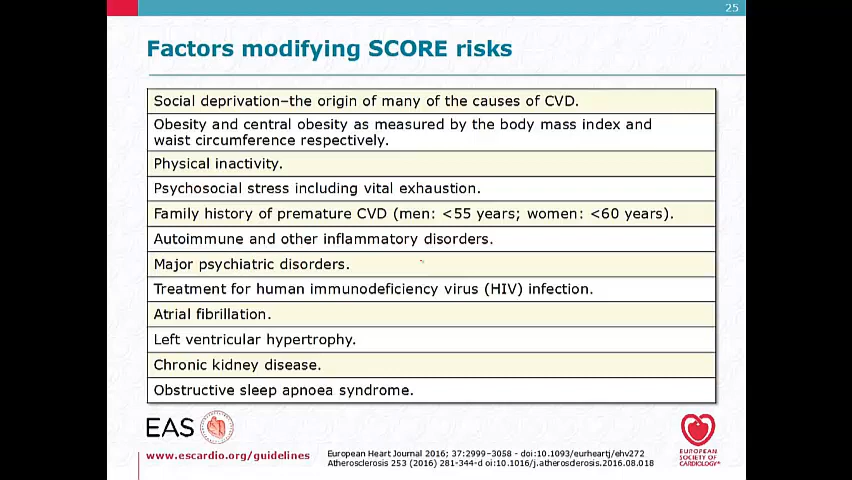 25
Factors modifying SCORE risks
Social deprivation–the origin of many of the causes of CVD.
Obesity and central obesity as measured by the body mass index and
waist circumference respectively.
Physical inactivity.
Psychosocial stress including vital exhaustion.
Family history of premature CVD (men: <55 years; women: <60 years).
Autoimmune and other inflammatory disorders.
Major psychiatric disorders.
Treatment for human immunodeficiency virus (HIV) infection.
Atrial fibrillation.
Left ventricular hypertrophy.
Chronic kidney disease.
Obstructive sleep apnoea syndrome.
EAS
www.escardio.org/guidelines
European Heart Journal 2016; 37:2999–3058 - doi:10.1093/eurheartj/ehv272
Atherosclerosis 253 (2016) 281-344-d oi:10.1016/j.atherosclerosis.2016.08.018
EUROPEAN
SOCIETY OF
CARDIOLOGY®